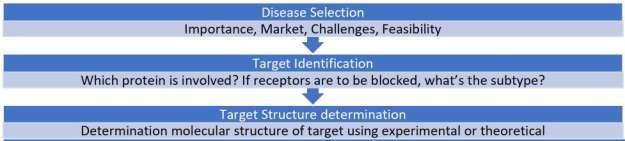 Disease Selection
Importance, Market, Challenges, Feasibility
Target Identification
Which protein is involved? If receptors are to be blocked, what's the subtype?
Target Structure determination
Determination molecular structure of target using experimental or theoretical